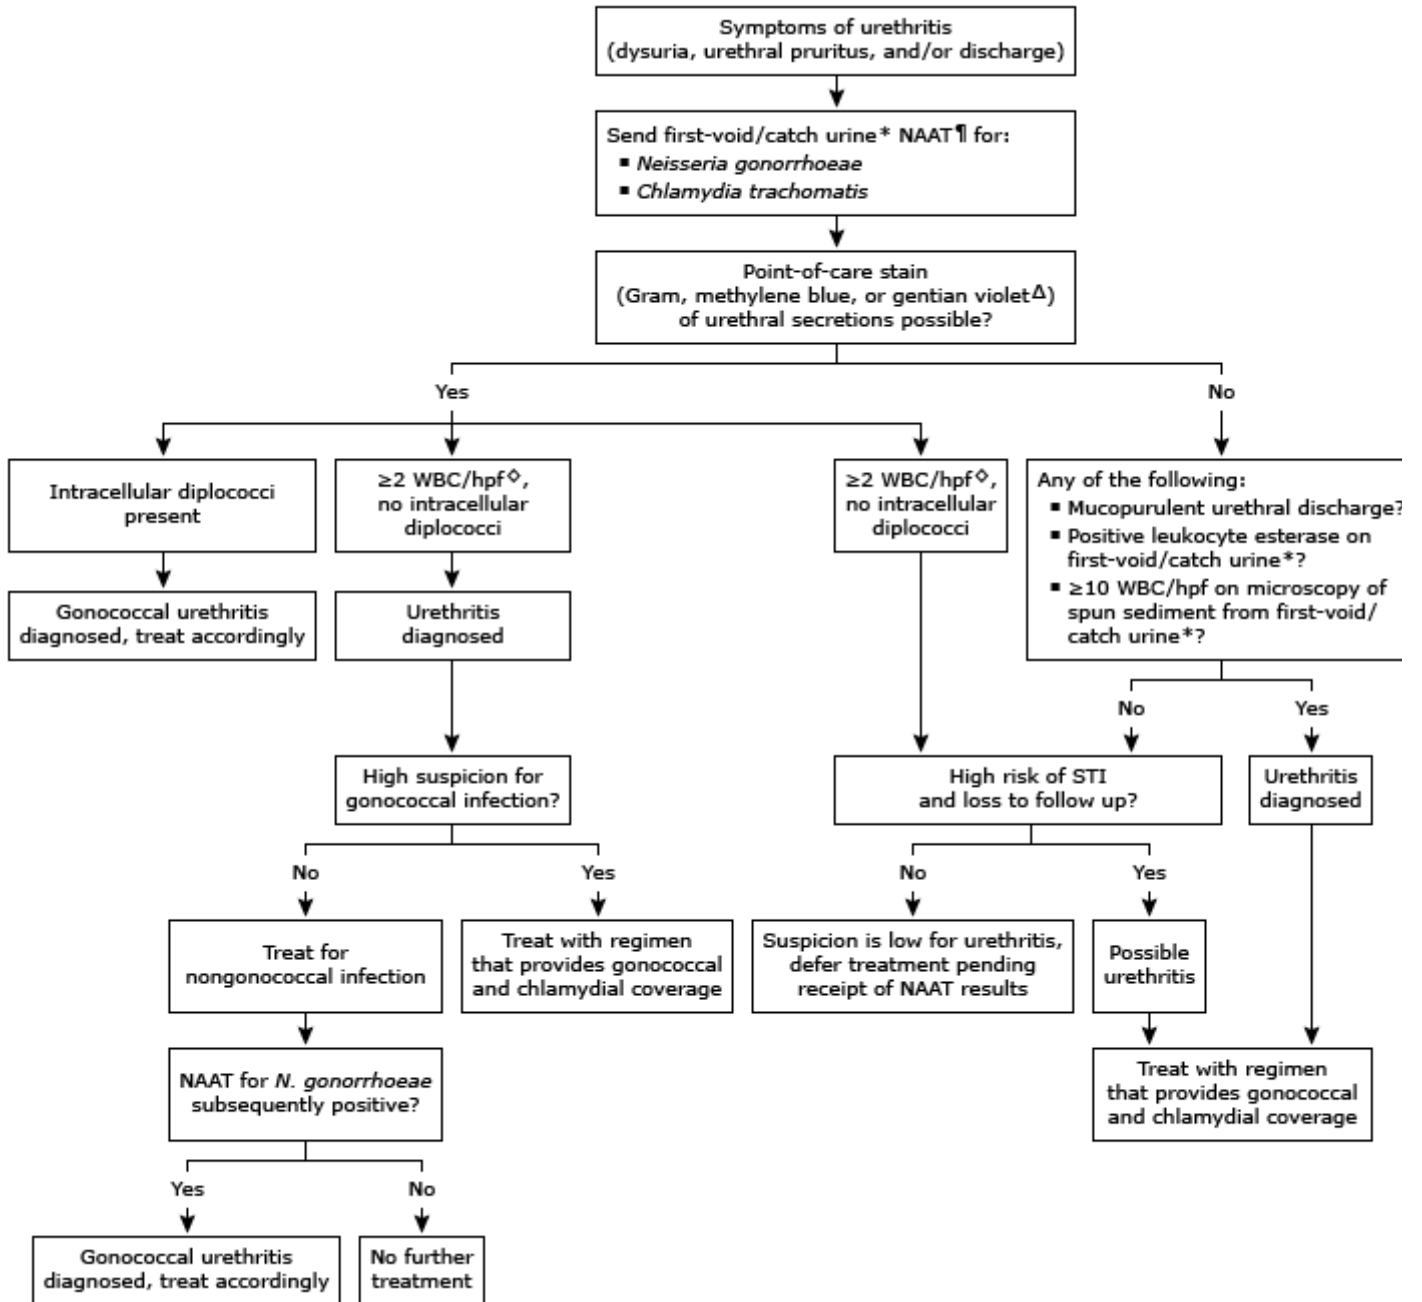 Symptoms of urethritis
(dysuria, urethral pruritus, and/or discharge)
Send first-void/catch urine* NAAT¶ for:
▪ Neisseria gonorrhoeae
▪ Chlamydia trachomatis
Point-of-care stain
(Gram, methylene blue, or gentian violetΔ)
of urethral secretions possible?
Yes
No
Intracellular diplococci
present
≥2 WBC/hpf◇,
no intracellular
diplococci
≥2 WBC/hpf◇,
no intracellular
diplococci
Any of the following:
▪ Mucopurulent urethral discharge?
▪ Positive leukocyte esterase on
first-void/catch urine*?
▪ ≥10 WBC/hpf on microscopy of
spun sediment from first-void/
catch urine*?
Gonococcal urethritis
diagnosed, treat accordingly
Urethritis
diagnosed
No
Yes
High suspicion for
gonococcal infection?
High risk of STI
and loss to follow up?
Urethritis
diagnosed
No
Yes
No
Yes
Treat for
nongonococcal infection
Treat with regimen
that provides gonococcal
and chlamydial coverage
Suspicion is low for urethritis,
defer treatment pending
receipt of NAAT results
Possible
urethritis
NAAT for N. gonorrhoeae
subsequently positive?
Treat with regimen
that provides gonococcal
and chlamydial coverage
Yes
No
Gonococcal urethritis
diagnosed, treat accordingly
No further
treatment